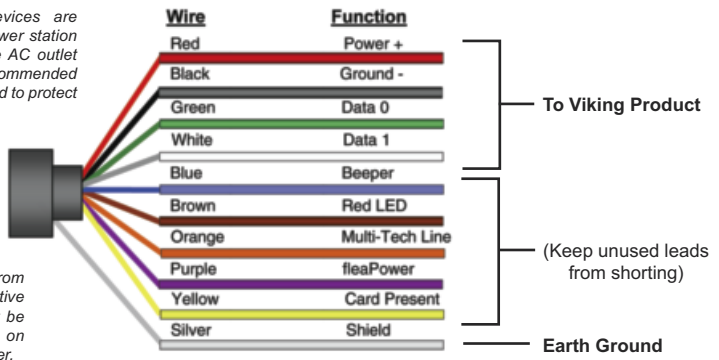 evices are
wer station
e AC outlet
ommended
d to protect
Wire Function
Red Power +
Black Ground -
Green Data 0
White Data 1
To Viking Product
Blue Beeper
Brown Red LED
Orange Multi-Tech Line
Purple fleaPower
Yellow Card Present
(Keep unused leads
from shorting)
Silver Shield
Earth Ground
rom
tive
be
on
er.